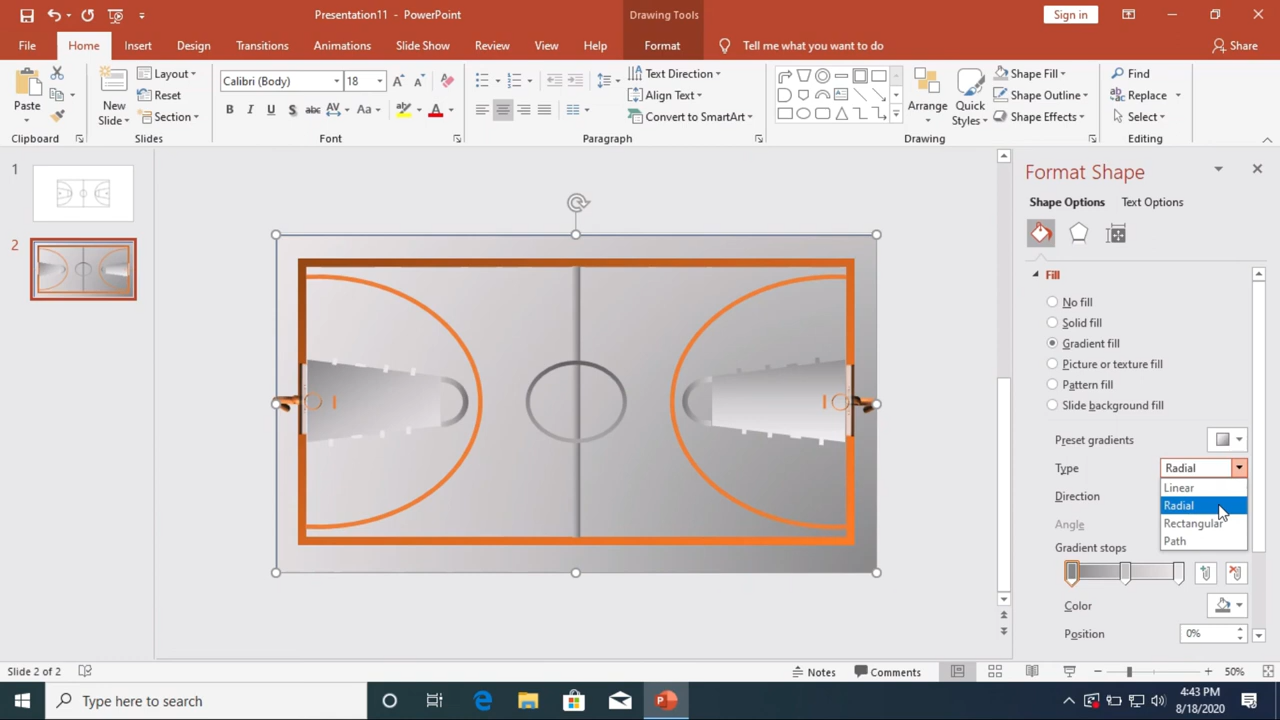 Presentation11 - PowerPoint
Drawing Tools
Sign in
File
Home
Insert
Design
Transitions
Animations
Slide Show
Review
View
Help
Format
Tell me what you want to do
Share
Paste
Clipboard
New
Slide
Layout
Reset
Section
Slides
Calibri (Body)
18
A
A
A
B
I
U
S
abc
AV
Aa
A
Font
Text Direction
Align Text
Convert to SmartArt
Paragraph
Arrange
Quick
Styles
Shape Fill
Shape Outline
Shape Effects
Drawing
Find
Replace
Select
Editing
1
2
Format Shape
Shape Options
Text Options
Fill
No fill
Solid fill
Gradient fill
Picture or texture fill
Pattern fill
Slide background fill
Preset gradients
Type
Radial
Linear
Radial
Rectangular
Path
Direction
Angle
Gradient stops
Color
Position
0%
Slide 2 of 2
Notes
Comments
50%
Type here to search
4:43 PM
8/18/2020